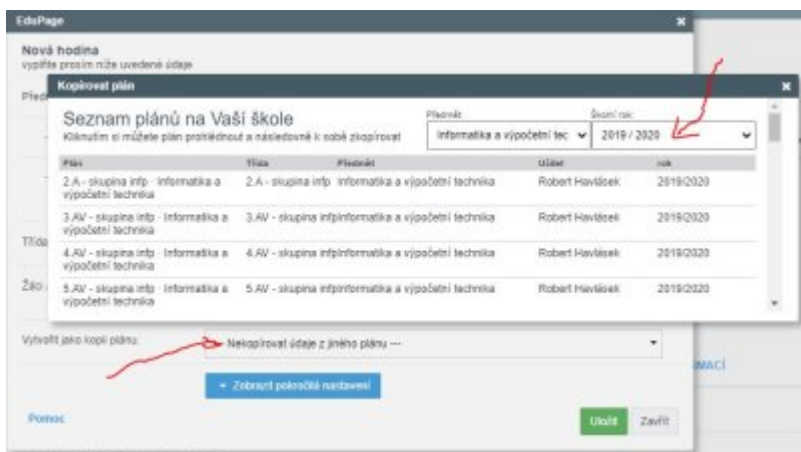 EduPage
Nová hodina
vyplňte prosím níže uvedené údaje
Kopírovat plán
Seznam plánů na Vaší škole
Kliknutím si můžete plán prohlédnout a následovně k sobě zkopírovat
Předmět:
Školní rok:
Informatika a výpočetní tec
2019 / 2020
Plán Třída Předmět Učitel rok
2.A - skupina infp - Informatika a 2.A - skupina infp Informatika a výpočetní technika Robert Havlásek 2019/2020
výpočetní technika
3.AV - skupina infp - Informatika a 3.AV - skupina infpInformatika a výpočetní technika Robert Havlásek 2019/2020
výpočetní technika
4.AV - skupina infp - Informatika a 4.AV - skupina infpInformatika a výpočetní technika Robert Havlásek 2019/2020
výpočetní technika
5.AV - skupina infp - Informatika a 5.AV - skupina infpInformatika a výpočetní technika Robert Havlásek 2019/2020
výpočetní technika
Třída
Vytvořit jako kopii plánu:
Nekopírovat údaje z jiného plánu ---
MACÍ
+ Zobrazit pokročilá nastavení
Pomoc
Uložit
Zavřít